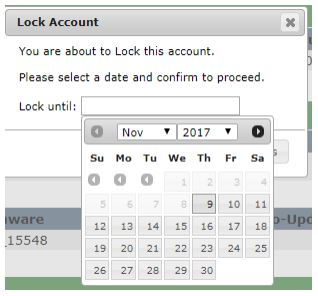 Lock Account
You are about to Lock this account.
Please select a date and confirm to proceed.
Lock until:
Nov 2017
Su Mo Tu We Th Fr Sa
1 2 3 4
5 6 7 8 9 10 11
12 13 14 15 16 17 18
19 20 21 22 23 24 25
26 27 28 29 30
15548